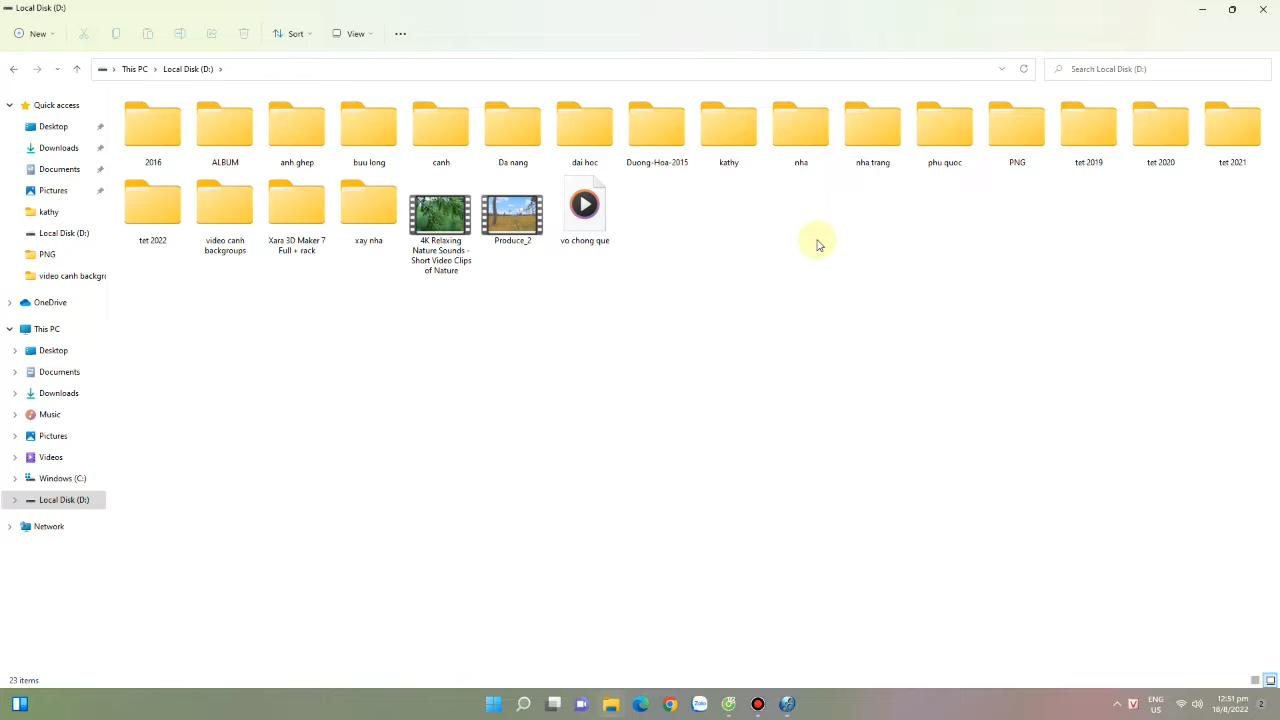 Local Disk (D:)
New
Sort
View
This PC
Local Disk (D:)
Search Local Disk (D:)
Quick access
Desktop
Downloads
Documents
Pictures
kathy
Local Disk (D:)
PNG
video canh backgro
OneDrive
This PC
Desktop
Documents
Downloads
Music
Pictures
Videos
Windows (C:)
Local Disk (D:)
Network
2016
ALBUM
anh ghep
buu long
canh
Da nang
dai hoc
Duong-Hoa-2015
kathy
nha
nha trang
phu quoc
PNG
tet 2019
tet 2020
tet 2021
tet 2022
video canh
backgroups
Xara 3D Maker 7
Full + rack
xay nha
4K Relaxing
Nature Sounds -
Short Video Clips
of Nature
Produce_2
vo chong que
23 items
Zalo
V
ENG
US
12:51 pm
18/8/2022
2